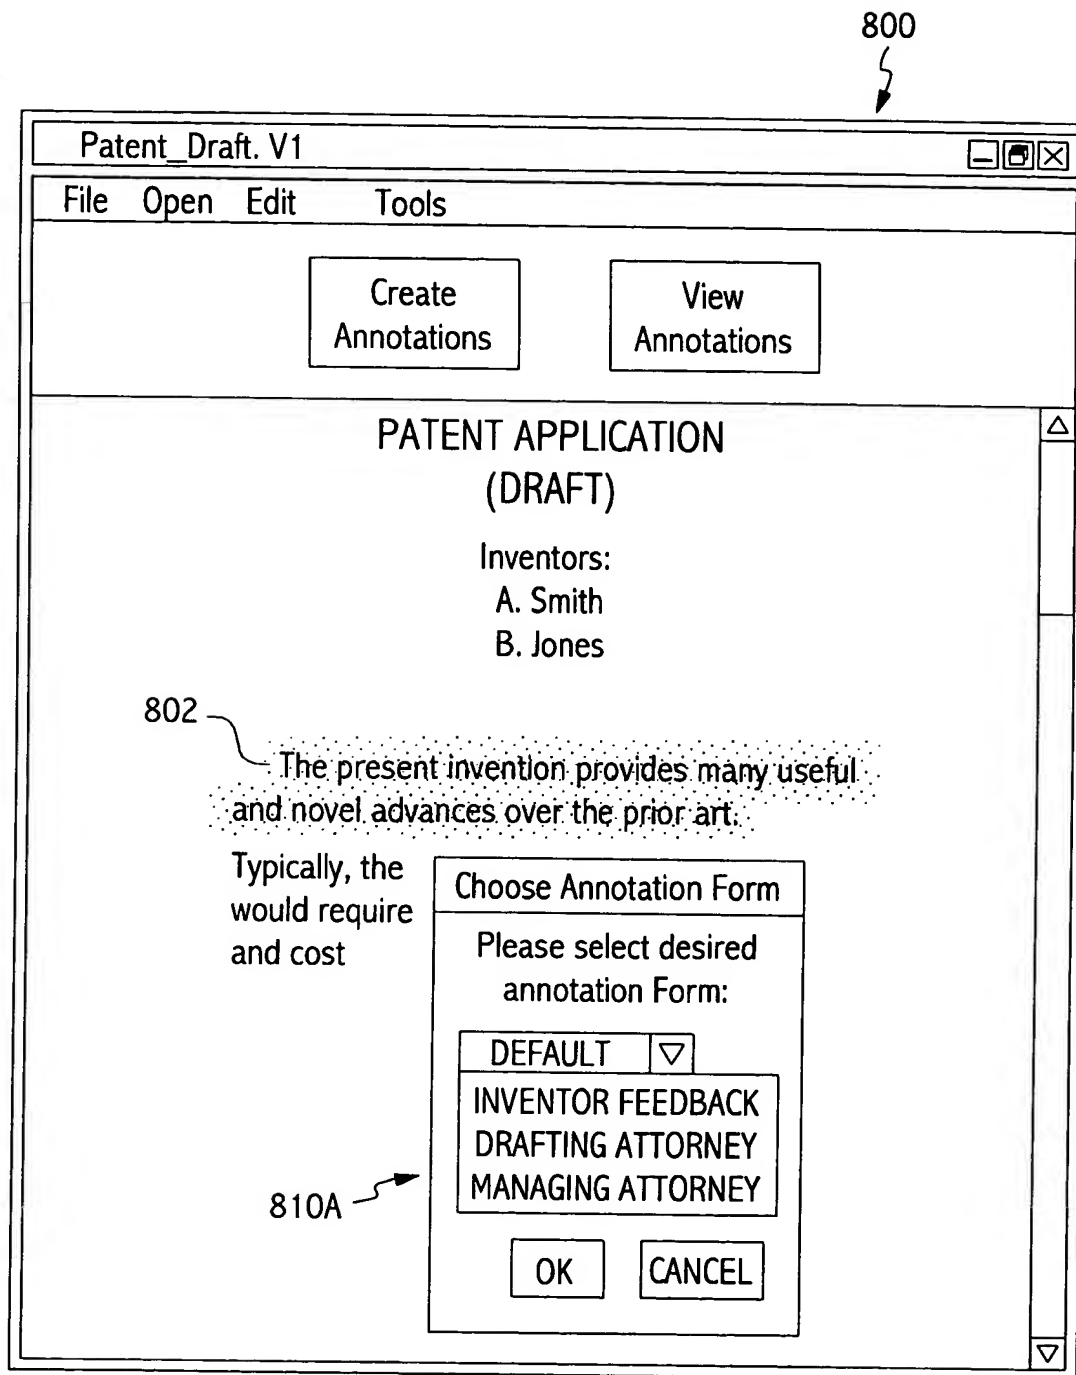 800
Patent_Draft. V1
File Open Edit Tools
Create
Annotations
View
Annotations
PATENT APPLICATION
(DRAFT)
Inventors:
A. Smith
B. Jones
802
The present invention provides many useful
and novel advances over the prior art.
Typically, the
would require
and cost
Choose Annotation Form
Please select desired
annotation Form:
DEFAULT
INVENTOR FEEDBACK
DRAFTING ATTORNEY
MANAGING ATTORNEY
810A
OK CANCEL